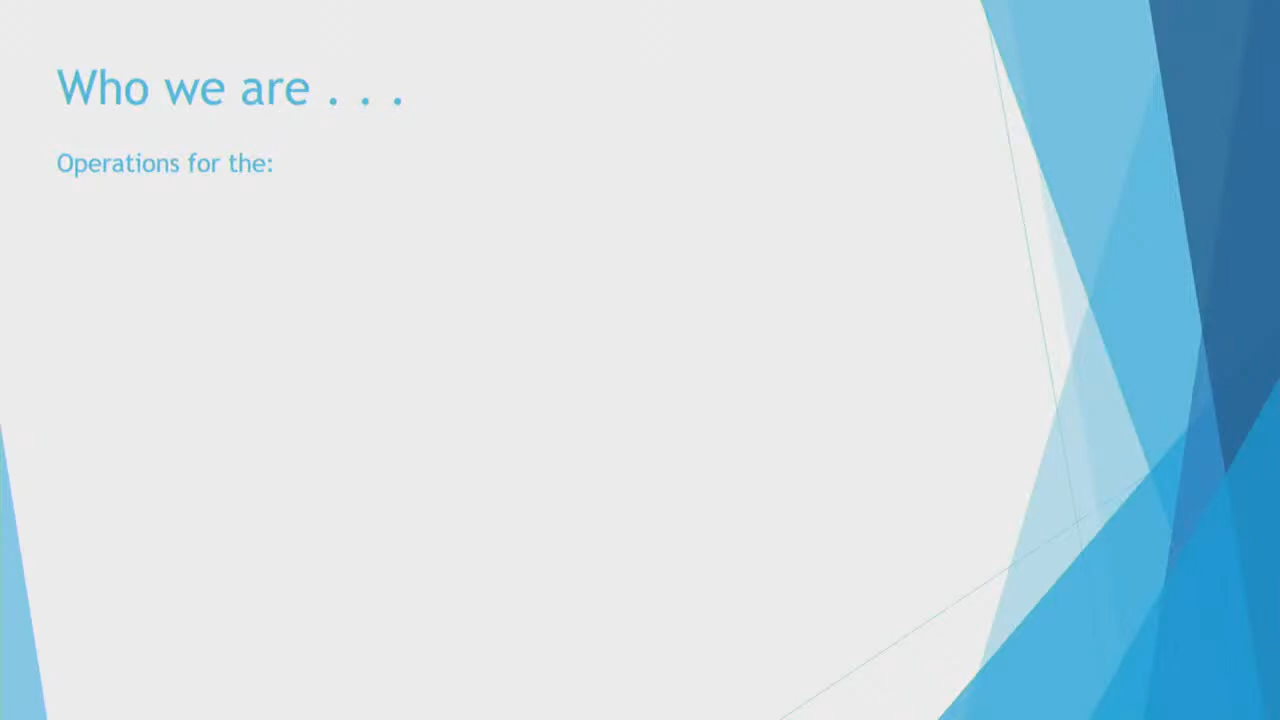 Who we are . . .
Operations for the: